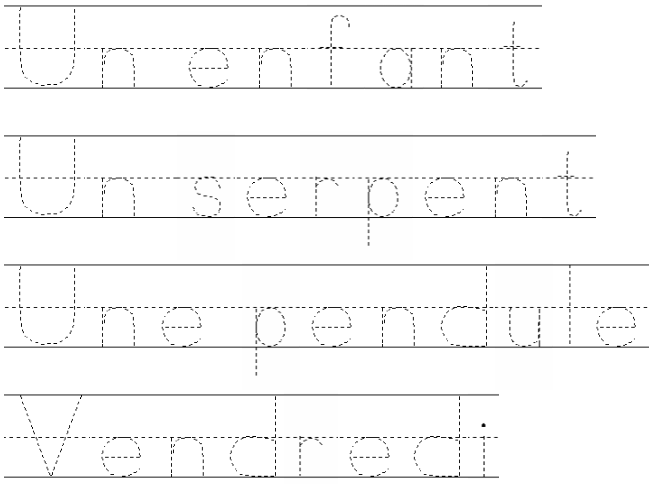 Un enfant
Un serpent
Une pendule
Vendredi